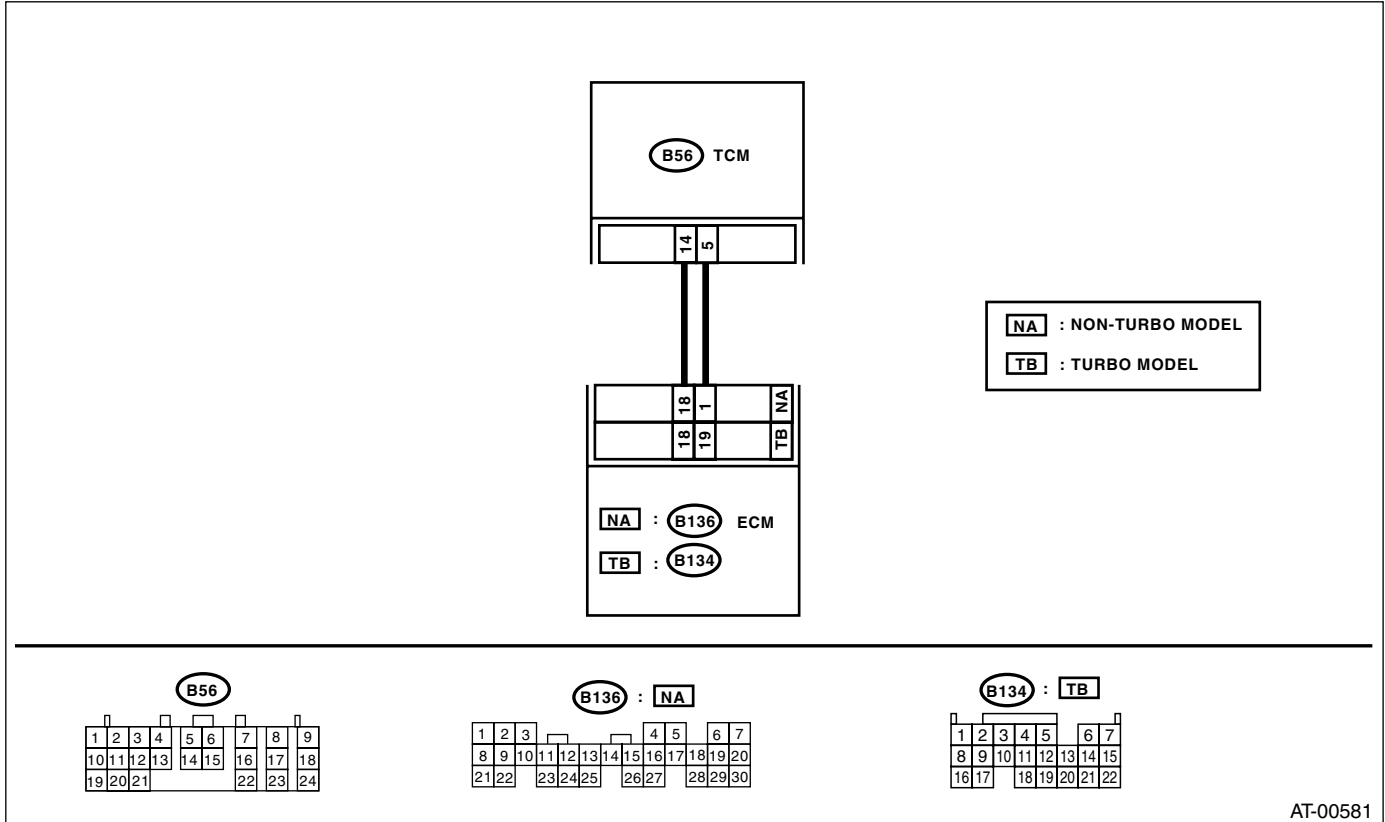 B56 TCM
14 5
NA : NON-TURBO MODEL
TB : TURBO MODEL
18 1 NA
18 19 TB
NA : B136 ECM
TB : B134
B56
1 2 3 4 5 6 7 8 9
10 11 12 13 14 15 16 17 18
19 20 21 22 23 24
B136 : NA
1 2 3 4 5 6 7
8 9 10 11 12 13 14 15 16 17 18 19 20
21 22 23 24 25 26 27 28 29 30
B134 : TB
1 2 3 4 5 6 7
8 9 10 11 12 13 14 15
16 17 18 19 20 21 22
AT-00581